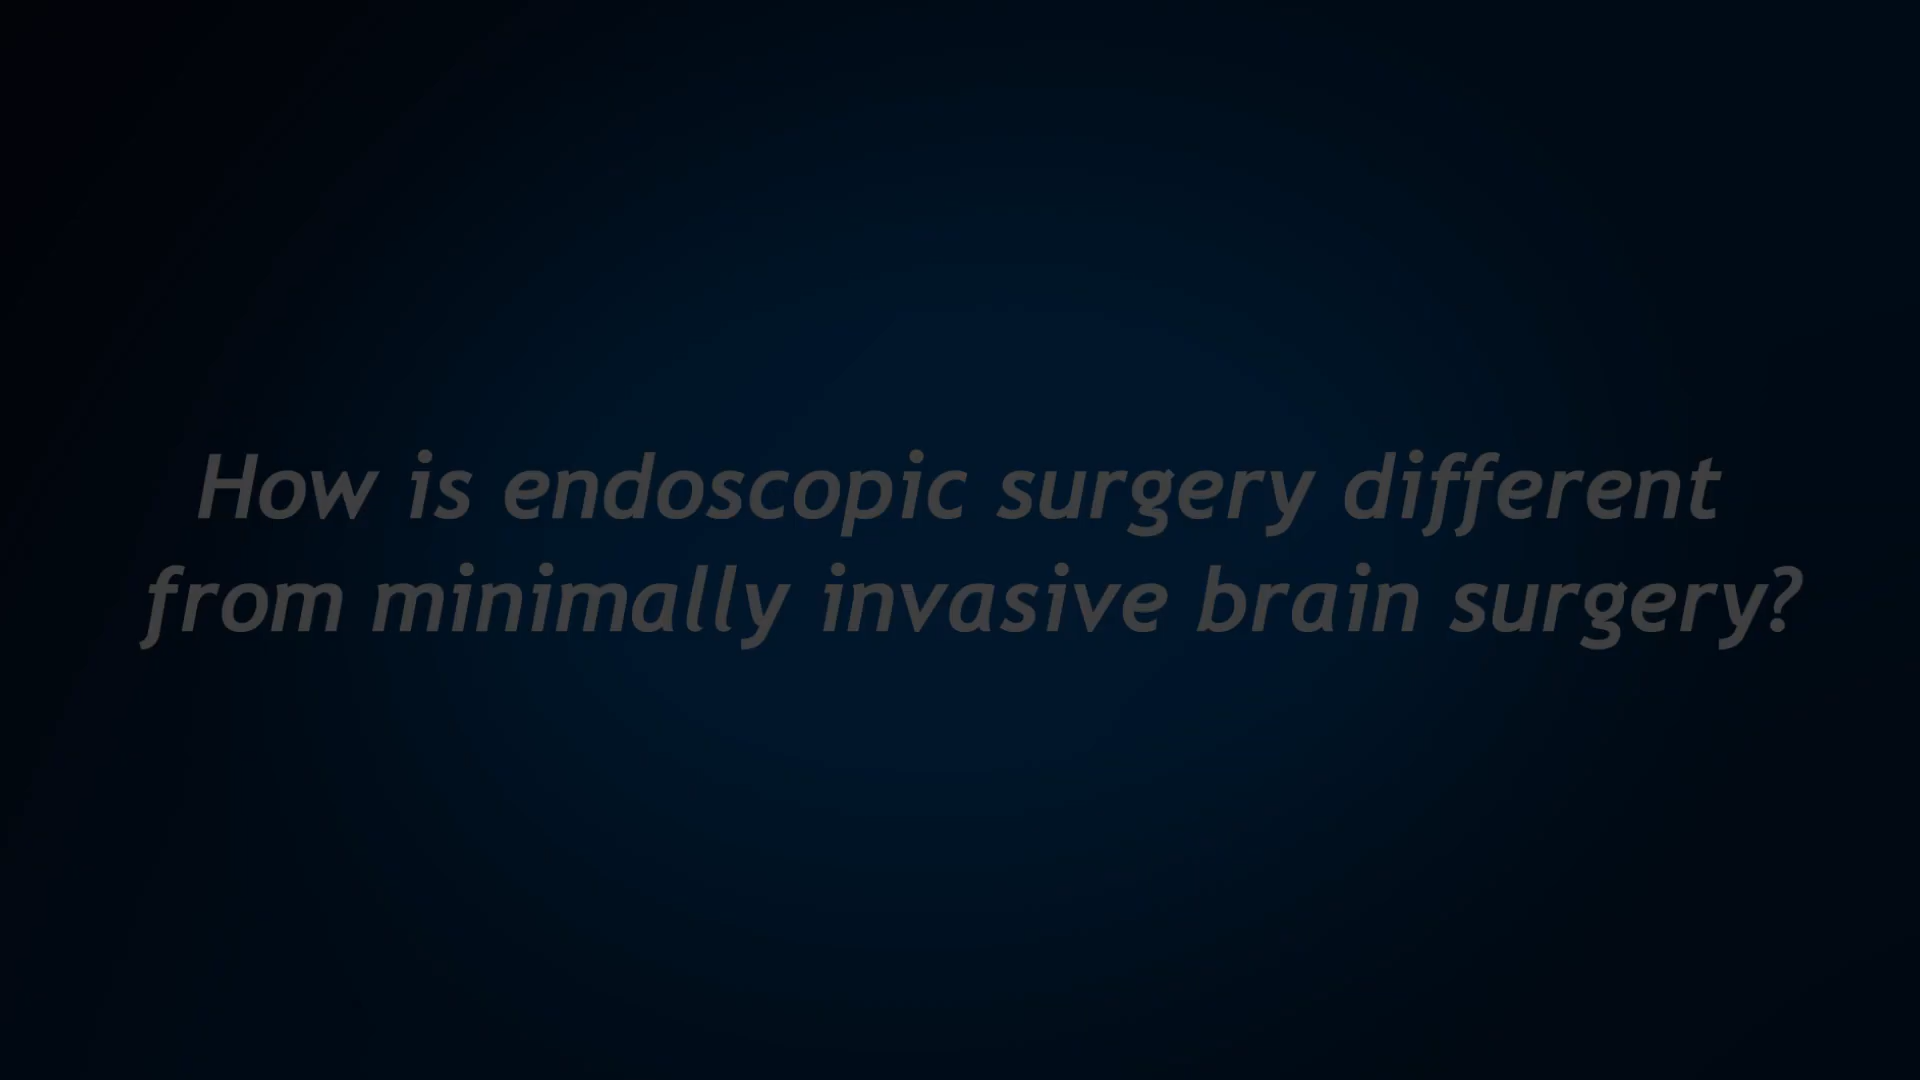 How is endoscopic surgery different
from minimally invasive brain surgery?